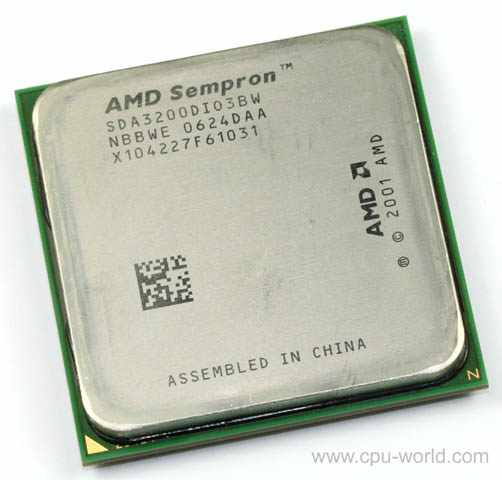 AMD Sempron™
SDA3200DIO3BW
NBBWE 0624DAA
X104227F61031
AMD
ⓜ © 2001 AMD
ASSEMBLED IN CHINA
N
www.cpu-world.com